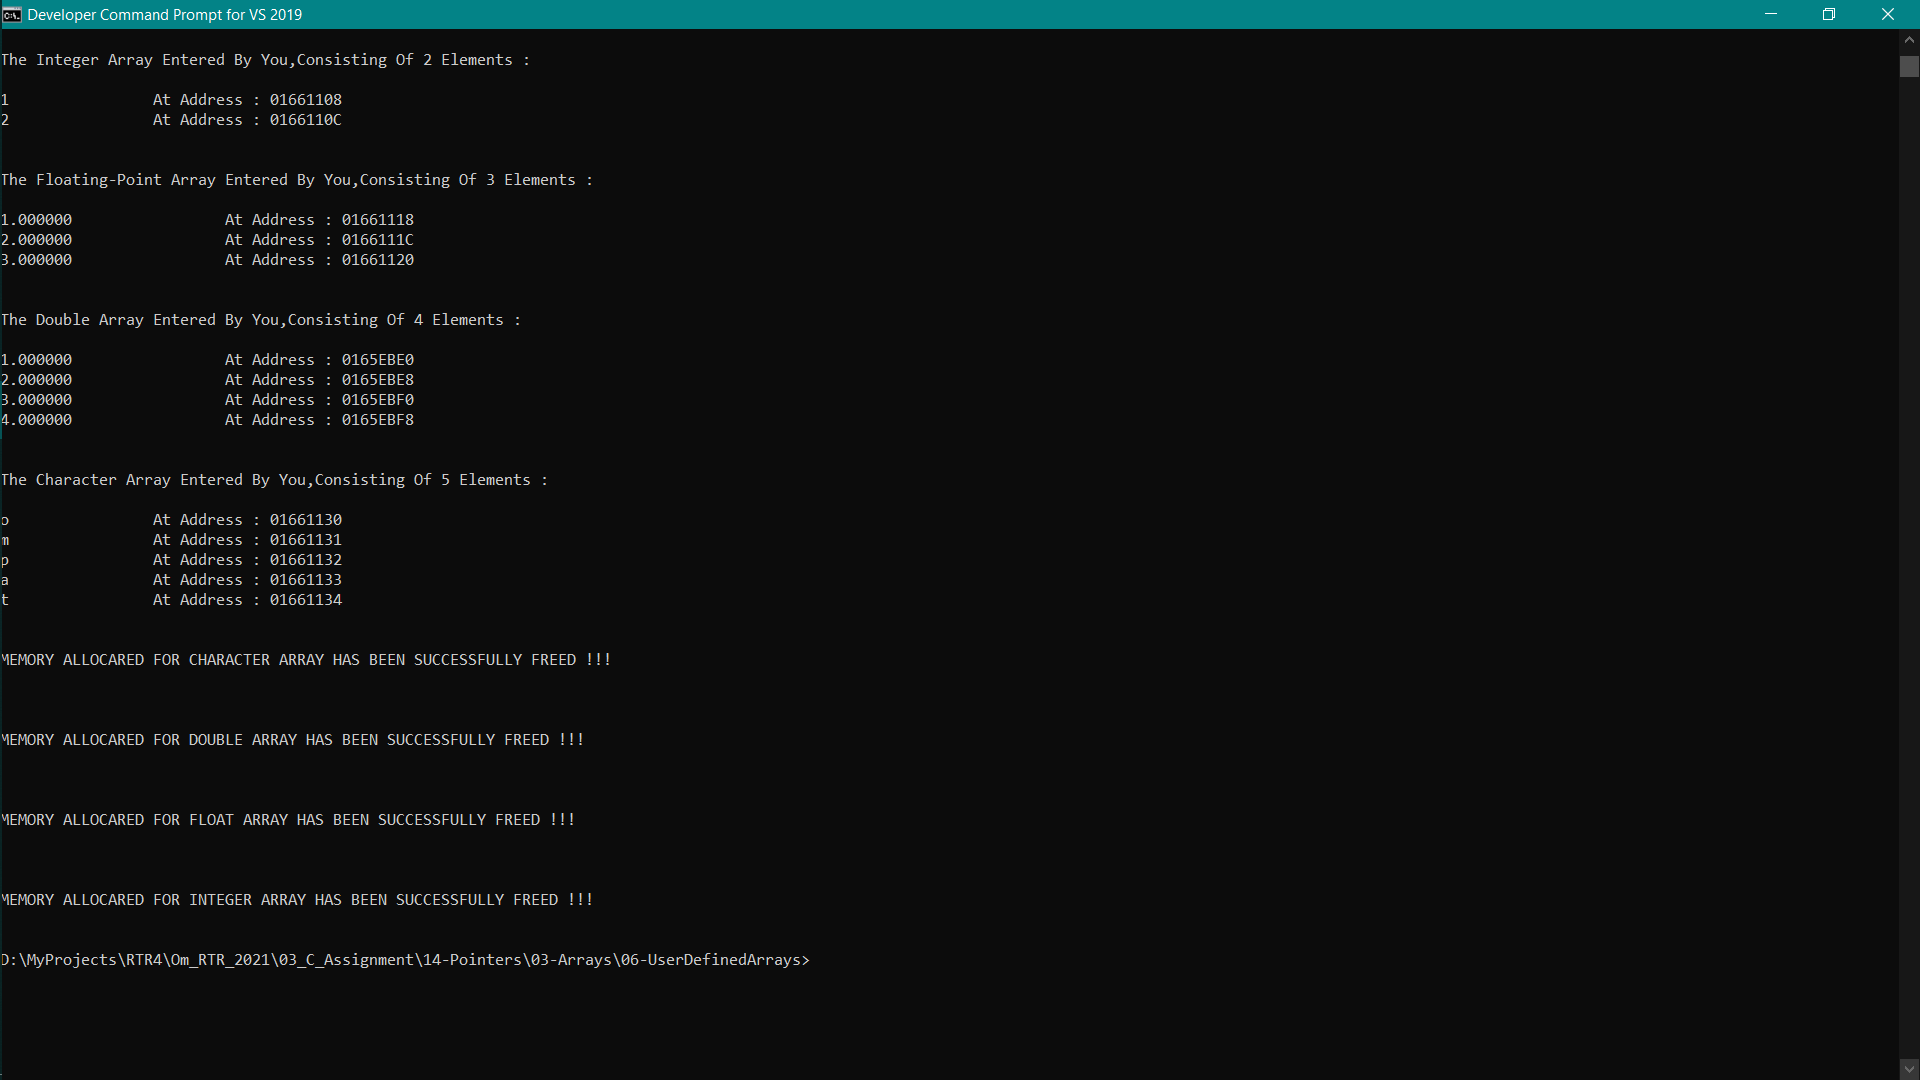 Developer Command Prompt for VS 2019
The Integer Array Entered By You,Consisting Of 2 Elements :
1 At Address : 01661108
2 At Address : 0166110C
The Floating-Point Array Entered By You,Consisting Of 3 Elements :
1.000000 At Address : 01661118
2.000000 At Address : 0166111C
3.000000 At Address : 01661120
The Double Array Entered By You,Consisting Of 4 Elements :
1.000000 At Address : 0165EBE0
2.000000 At Address : 0165EBE8
3.000000 At Address : 0165EBF0
4.000000 At Address : 0165EBF8
The Character Array Entered By You,Consisting Of 5 Elements :
o At Address : 01661130
m At Address : 01661131
p At Address : 01661132
a At Address : 01661133
t At Address : 01661134
MEMORY ALLOCARED FOR CHARACTER ARRAY HAS BEEN SUCCESSFULLY FREED !!!
MEMORY ALLOCARED FOR DOUBLE ARRAY HAS BEEN SUCCESSFULLY FREED !!!
MEMORY ALLOCARED FOR FLOAT ARRAY HAS BEEN SUCCESSFULLY FREED !!!
MEMORY ALLOCARED FOR INTEGER ARRAY HAS BEEN SUCCESSFULLY FREED !!!
D:\MyProjects\RTR4\Om_RTR_2021\03_C_Assignment\14-Pointers\03-Arrays\06-UserDefinedArrays>